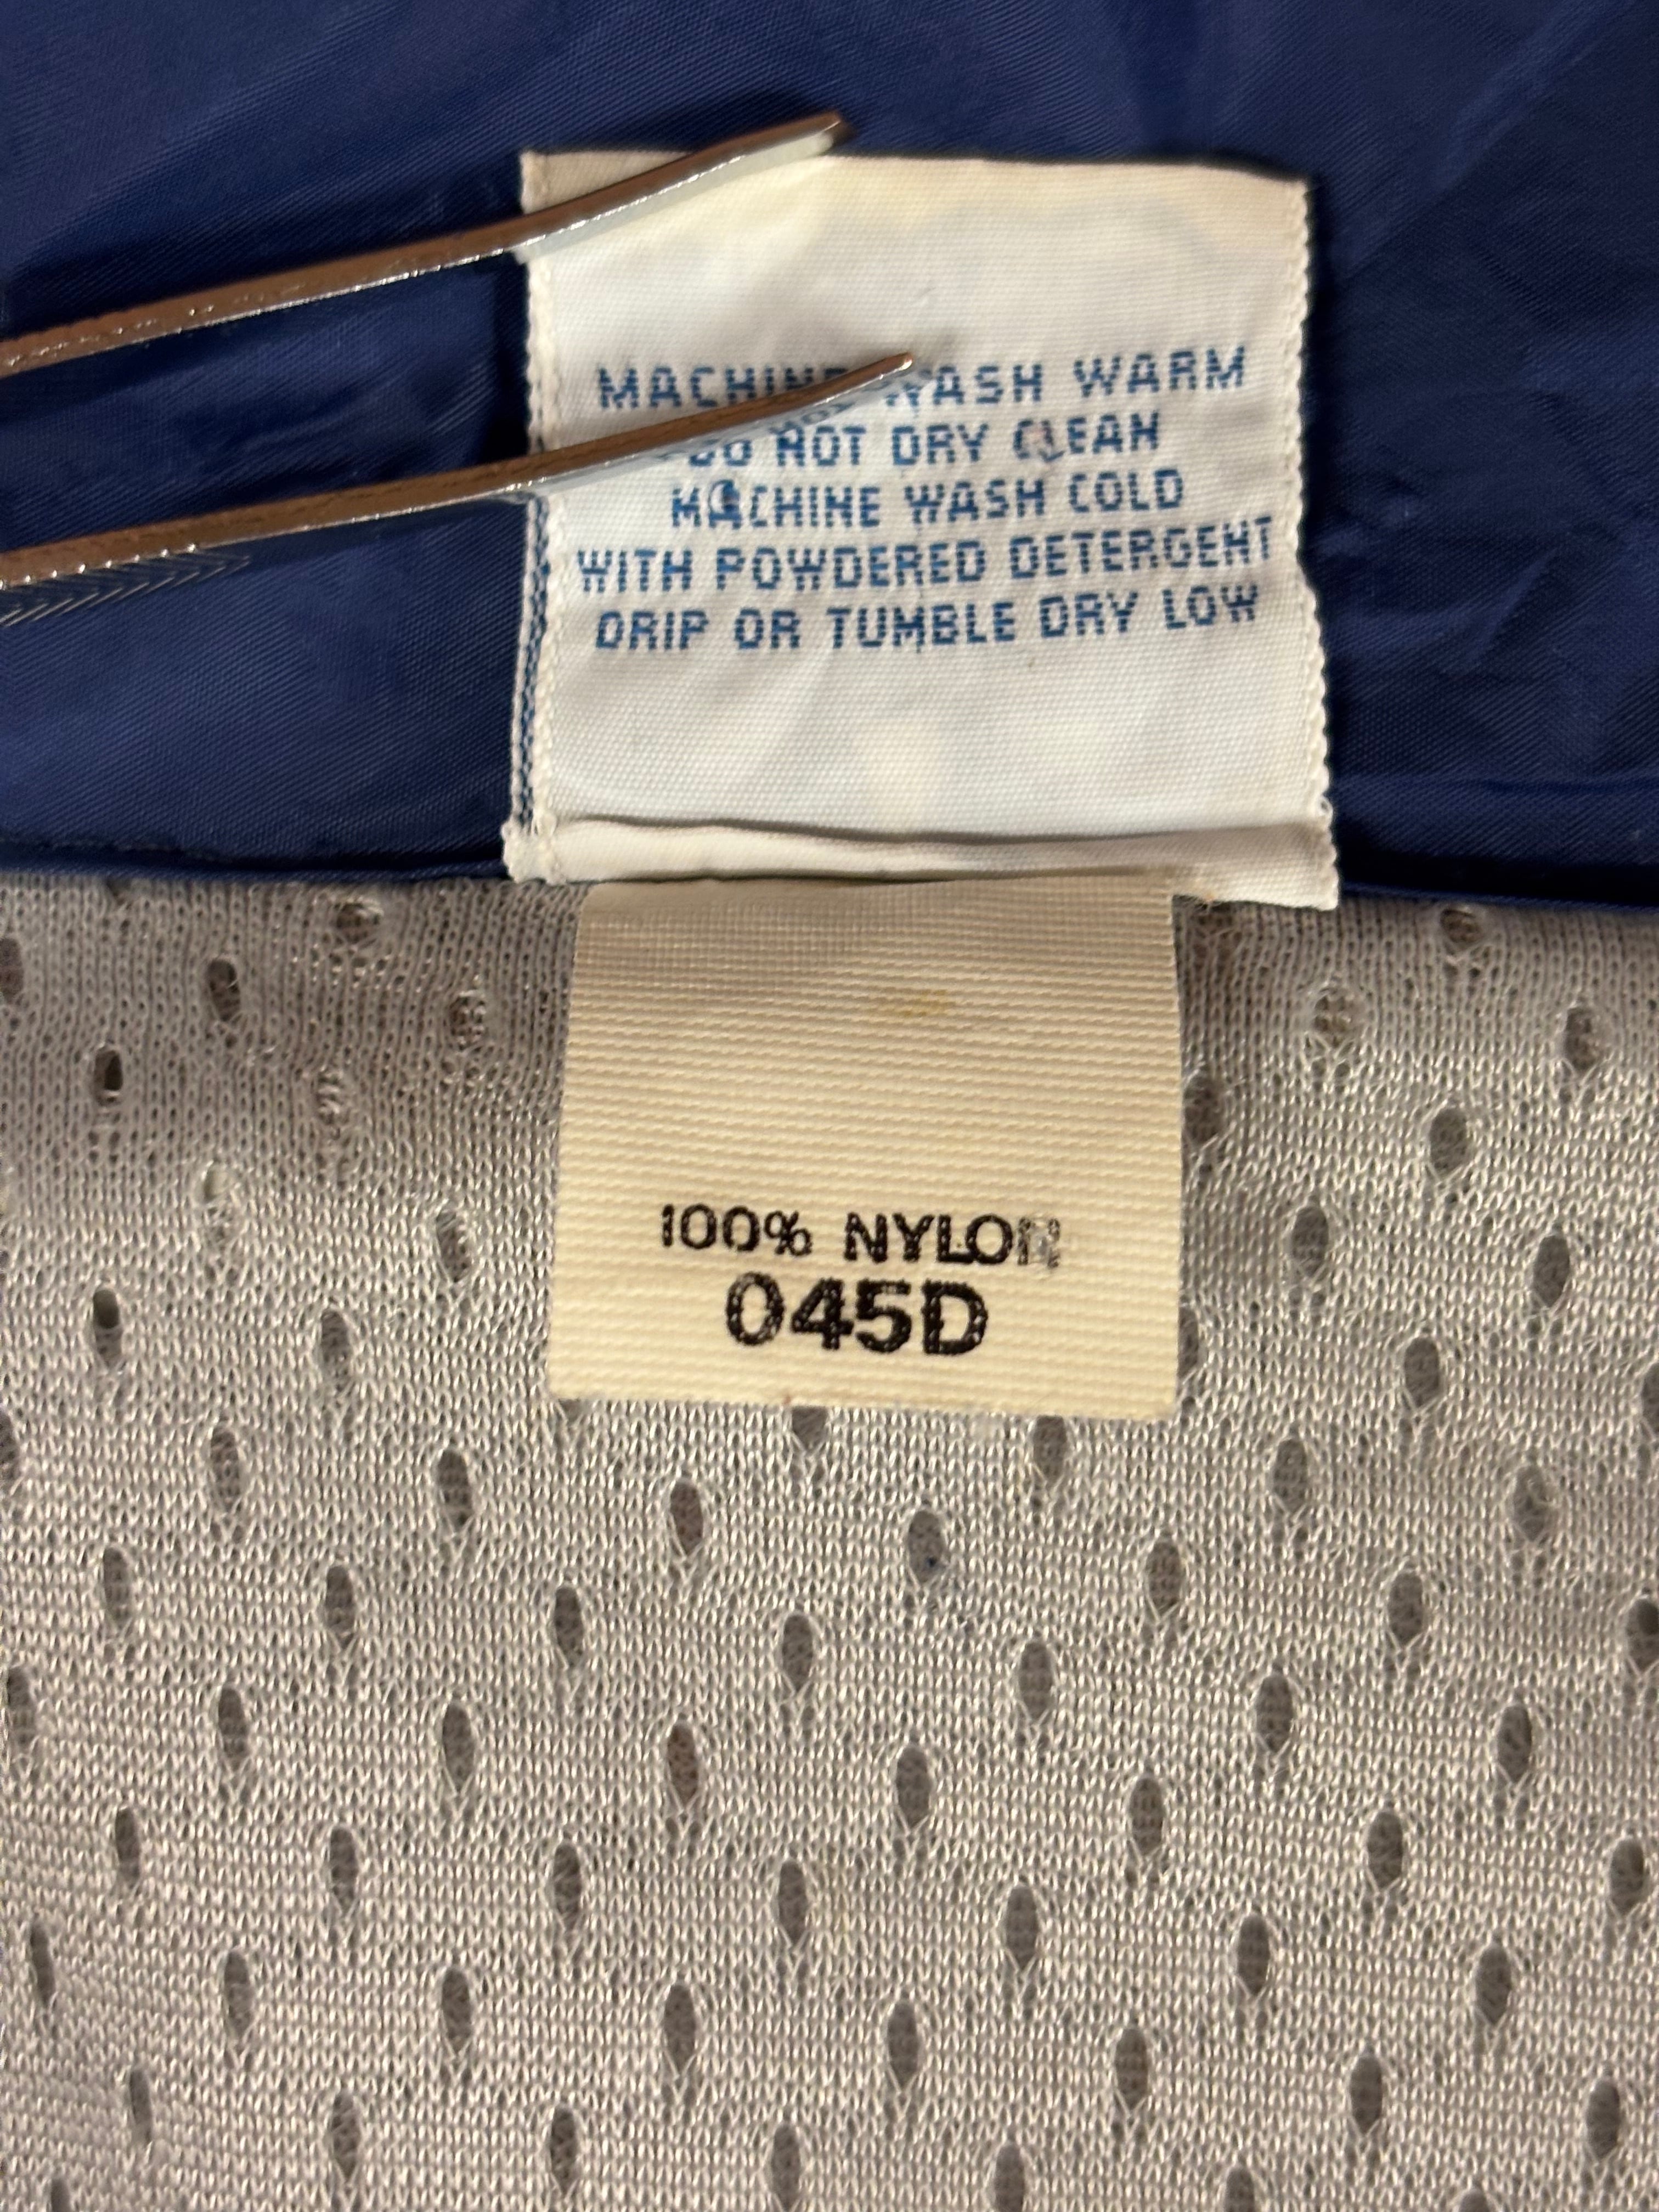 MACHINE WASH WARM
DO NOT DRY CLEAN
MACHINE WASH COLD
WITH POWDERED DETERGENT
DRIP OR TUMBLE DRY LOW
100% NYLON
045D